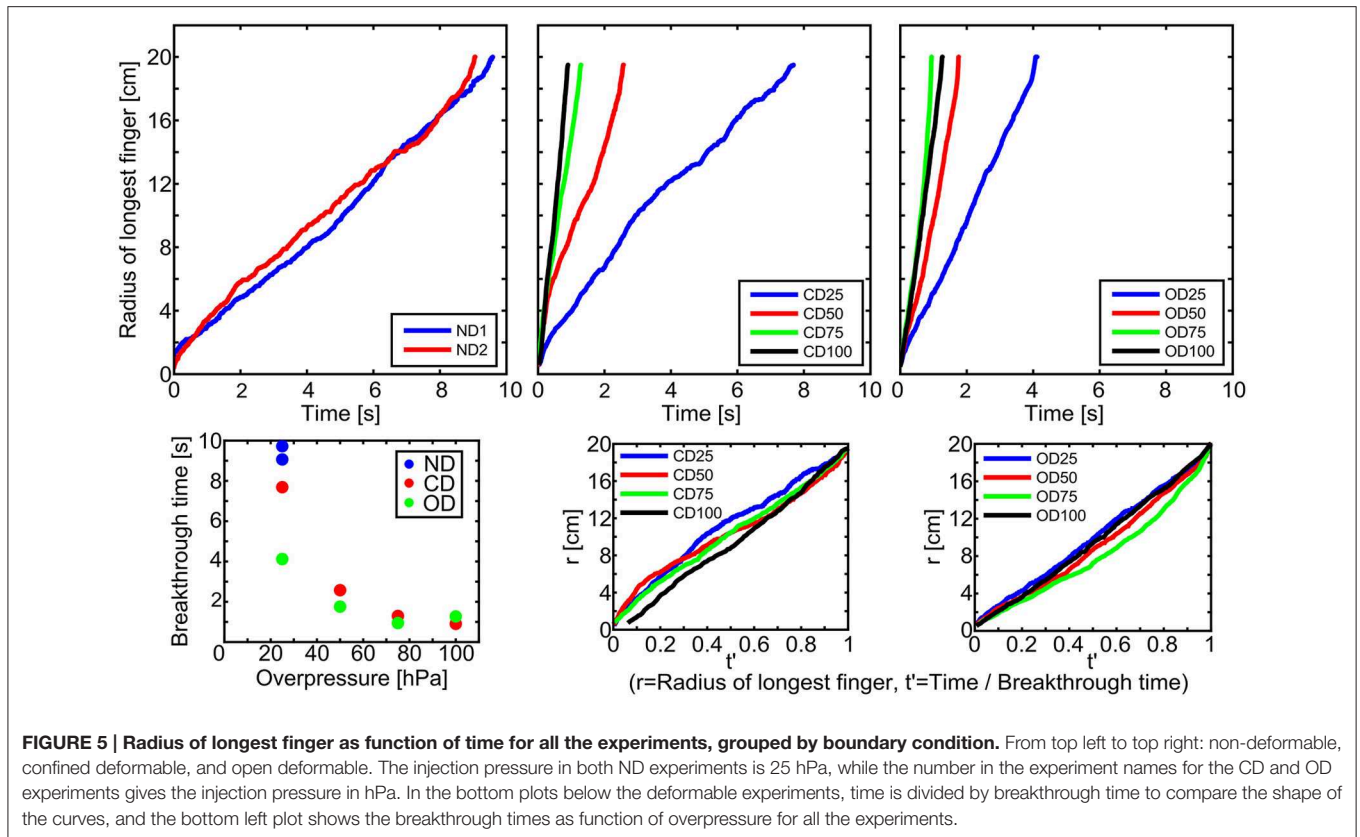 Radius of longest finger [cm]
20
16
12
8
4
0
0 2 4 6 8 10
Time [s]
ND1
ND2
0 2 4 6 8 10
Time [s]
CD25
CD50
CD75
CD100
0 2 4 6 8 10
Time [s]
OD25
OD50
OD75
OD100
Breakthrough time [s]
10
8
6
4
2
0 20 40 60 80 100
Overpressure [hPa]
ND
CD
OD
r [cm]
20
16
12
8
4
0
0 0.2 0.4 0.6 0.8 1
t'
CD25
CD50
CD75
CD100
r [cm]
20
16
12
8
4
0
0 0.2 0.4 0.6 0.8 1
t'
OD25
OD50
OD75
OD100
(r=Radius of longest finger, t'=Time / Breakthrough time)
FIGURE 5 | Radius of longest finger as function of time for all the experiments, grouped by boundary condition. From top left to top right: non-deformable,
confined deformable, and open deformable. The injection pressure in both ND experiments is 25 hPa, while the number in the experiment names for the CD and OD
experiments gives the injection pressure in hPa. In the bottom plots below the deformable experiments, time is divided by breakthrough time to compare the shape of
the curves, and the bottom left plot shows the breakthrough times as function of overpressure for all the experiments.